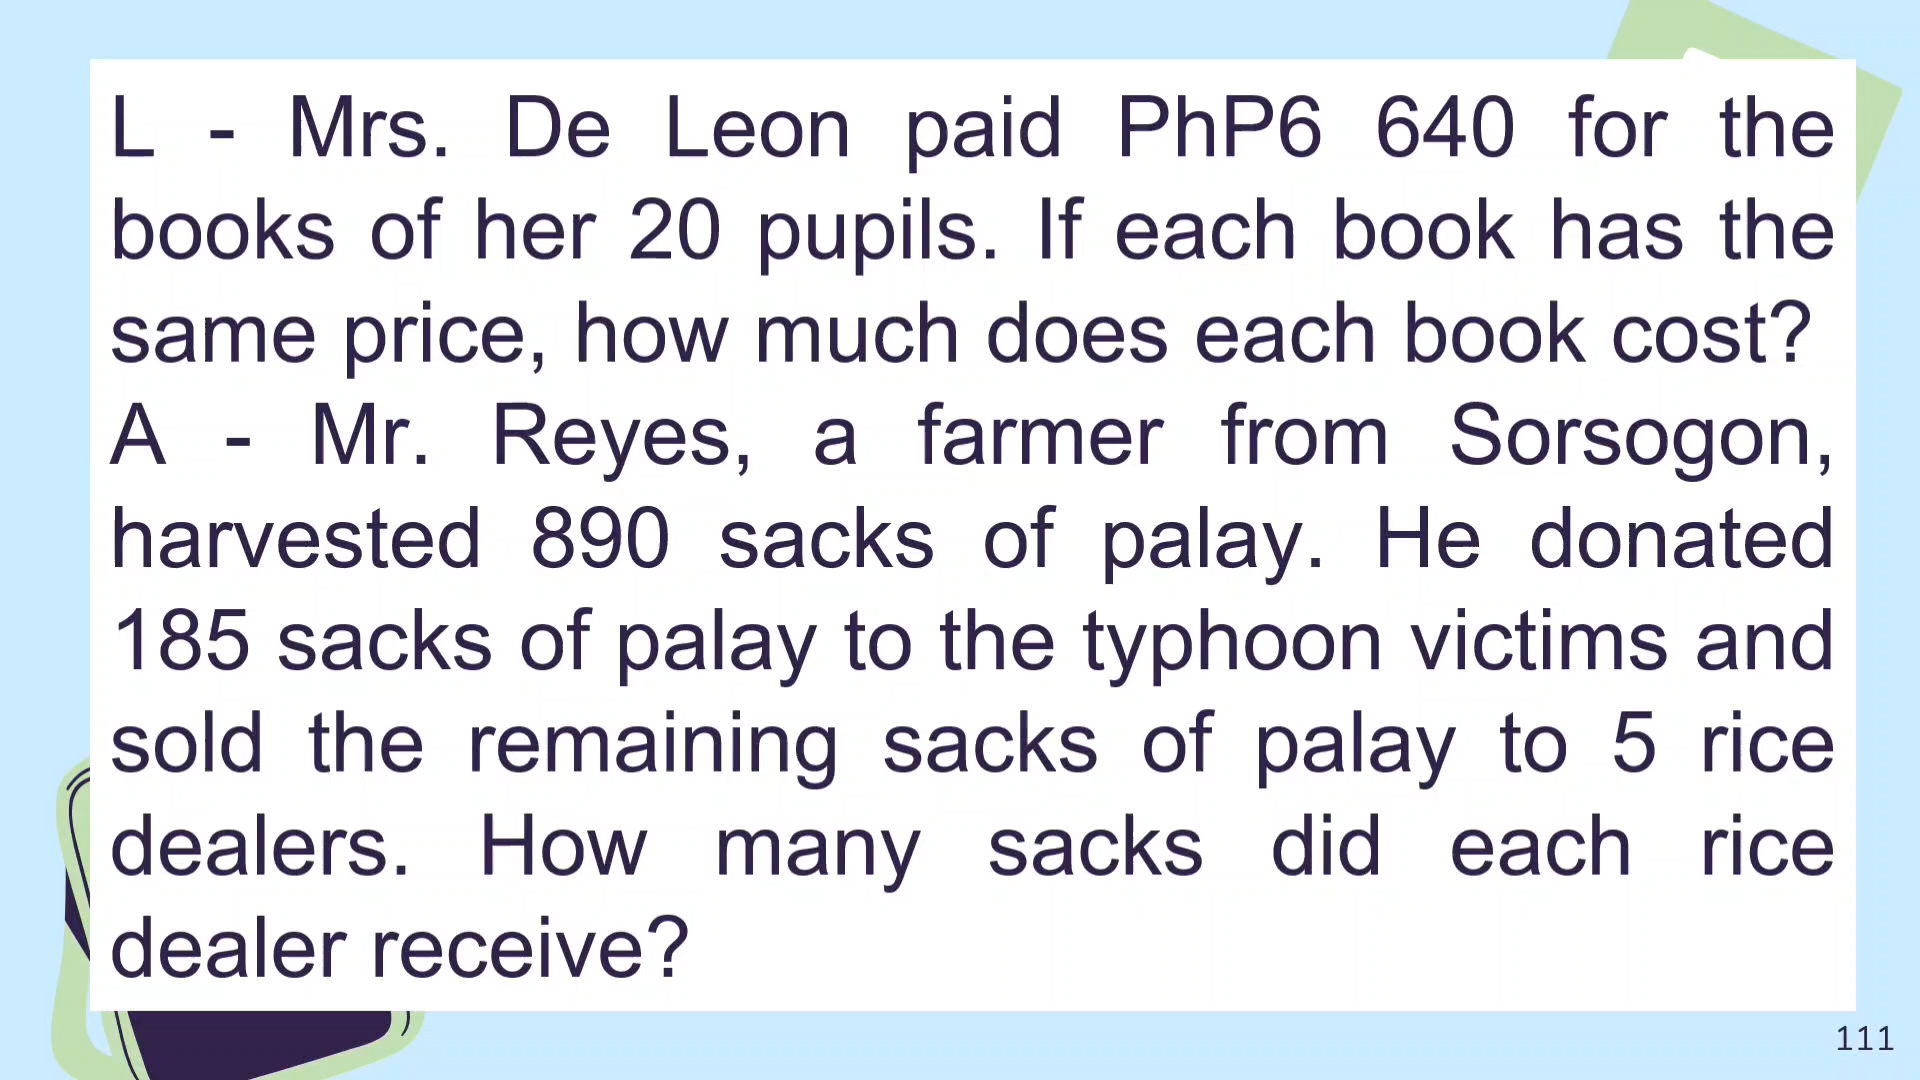 L - Mrs. De Leon paid PhP6 640 for the
books of her 20 pupils. If each book has the
same price, how much does each book cost?
A - Mr. Reyes, a farmer from Sorsogon,
harvested 890 sacks of palay. He donated
185 sacks of palay to the typhoon victims and
sold the remaining sacks of palay to 5 rice
dealers. How many sacks did each rice
dealer receive?
111